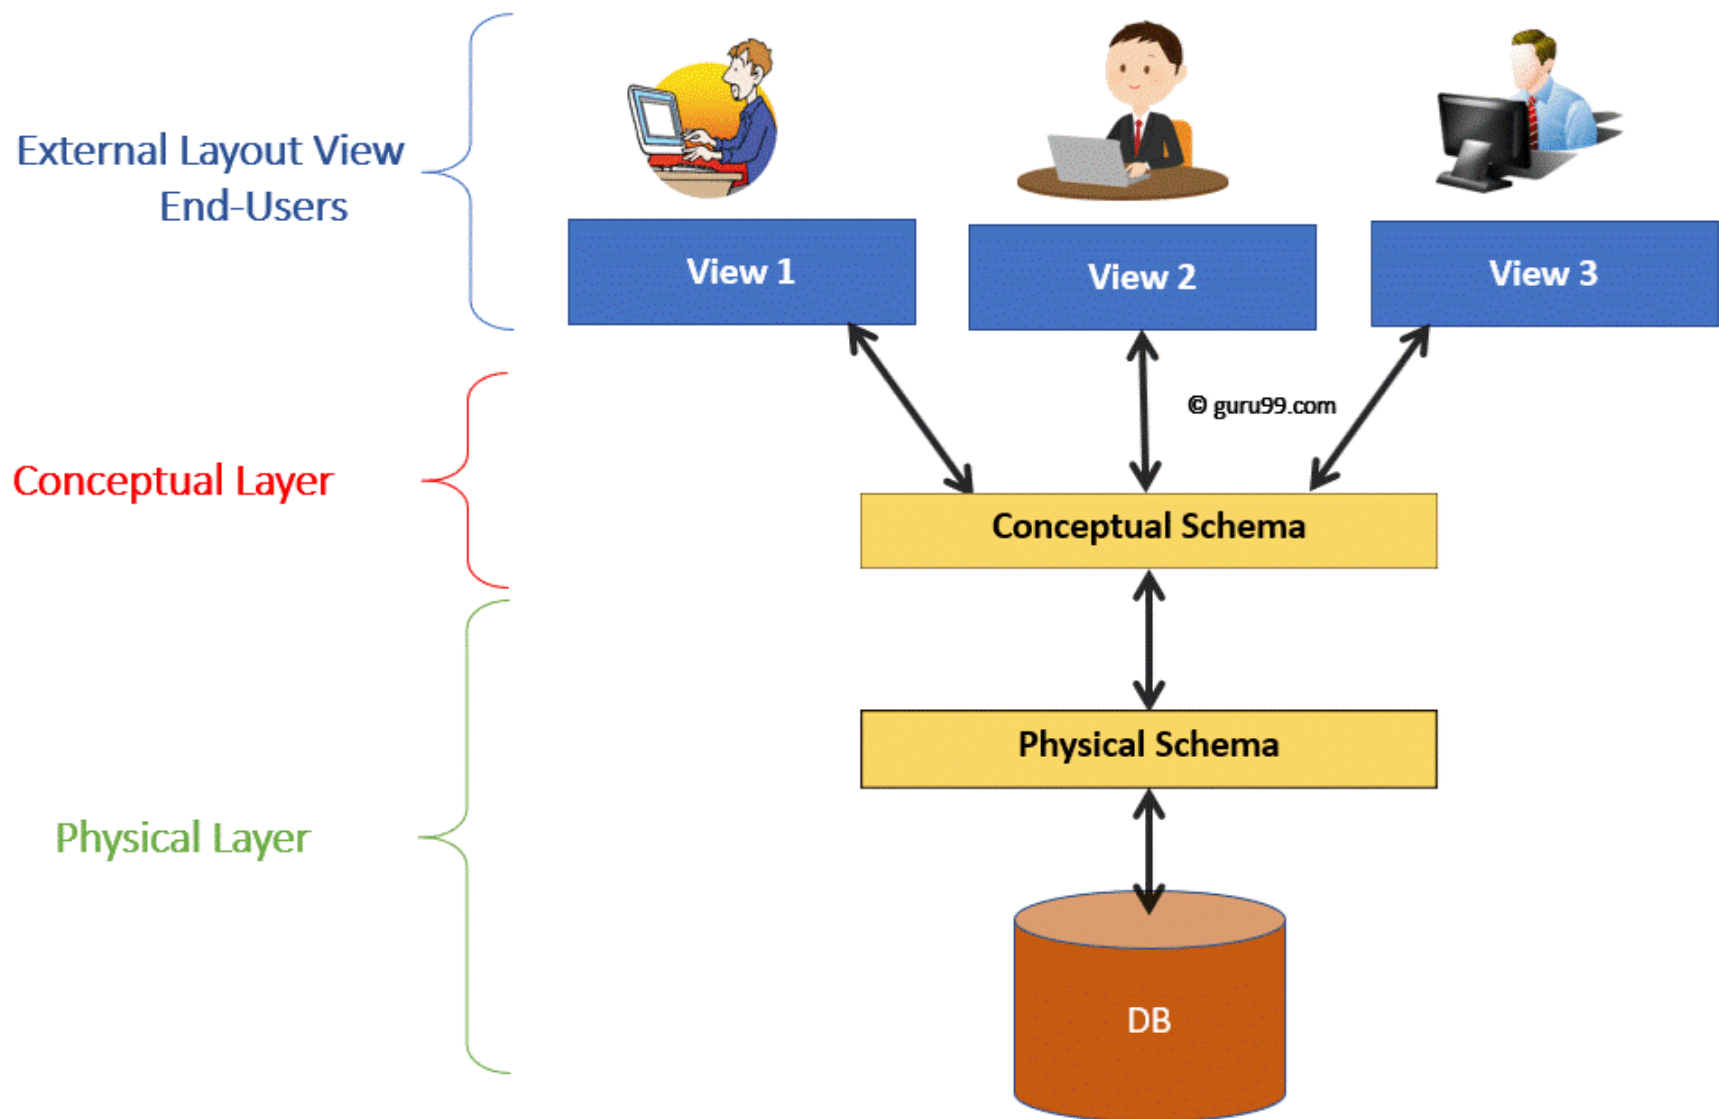 External Layout View
End-Users
View 1
View 2
View 3
© guru99.com
Conceptual Layer
Conceptual Schema
Physical Schema
Physical Layer
DB